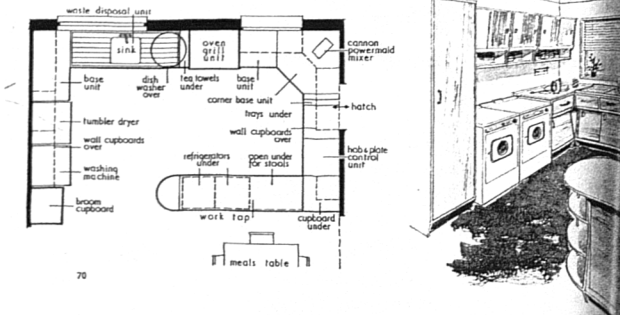 waste disposal unit
sink
oven
grill
unit
cannon
powermaid
mixer
base
unit
dish
washer
over
tea towels
under
base
unit
corner base unit
trays under
hatch
tumbler dryer
wall cupboards
over
wall cupboards
over
refrigerators
under
open under
for stools
hob & plate
control
unit
washing
machine
broom
cupboard
work top
cupboard
under
meals table
70